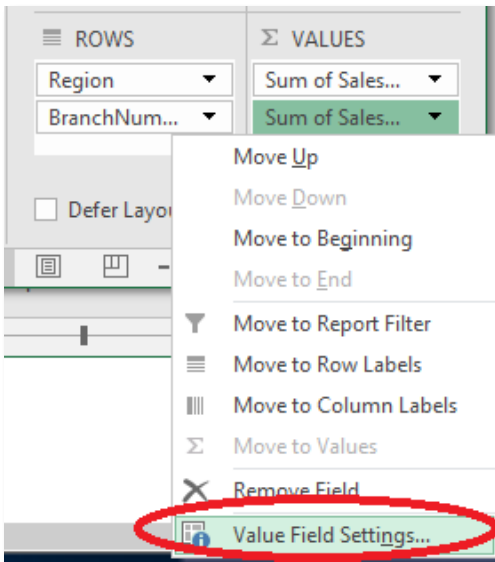 ROWS
Σ VALUES
Region
Sum of Sales...
BranchNum...
Sum of Sales...
Move Up
Defer Layou
Move Down
Move to Beginning
Move to End
Move to Report Filter
Move to Row Labels
Move to Column Labels
Σ Move to Values
Remove Field
Value Field Settings...